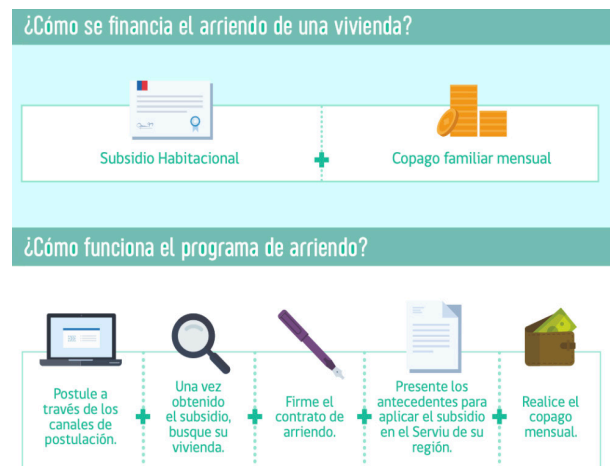 ¿Cómo se financia el arriendo de una vivienda?
Subsidio Habitacional
+
Copago familiar mensual
¿Cómo funciona el programa de arriendo?
Postule a
través de los
canales de
postulación.
+
Una vez
obtenido
el subsidio,
busque su
vivienda.
+
Firme el
contrato de
arriendo.
+
Presente los
antecedentes para
aplicar el subsidio
en el Serviu de su
región.
+
Realice el
copago
mensual.